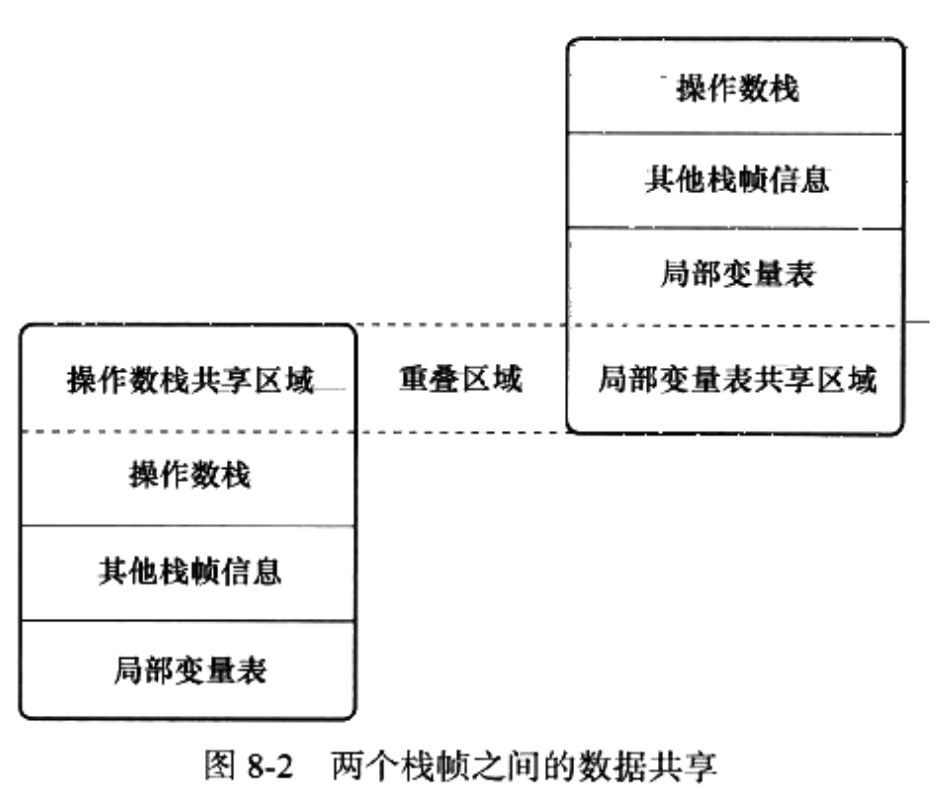 操作数栈
其他栈帧信息
局部变量表
操作数栈共享区域
重叠区域
局部变量表共享区域
操作数栈
其他栈帧信息
局部变量表
图 8-2 两个栈帧之间的数据共享